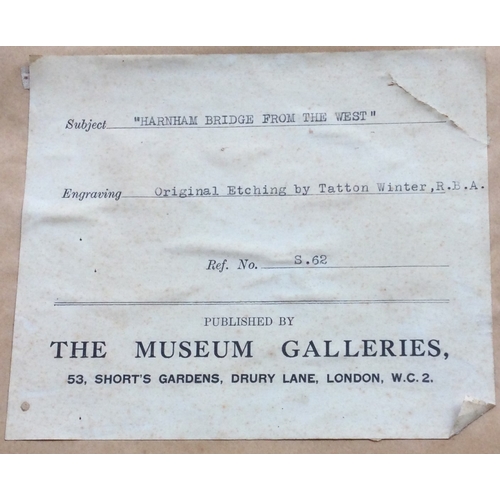 Subject "HARNHAM BRIDGE FROM THE WEST"
Engraving Original Etching by Tatton Winter, R.B.A.
Ref. No. S.62
PUBLISHED BY
THE MUSEUM GALLERIES,
53, SHORT'S GARDENS, DRURY LANE, LONDON, W.C. 2.